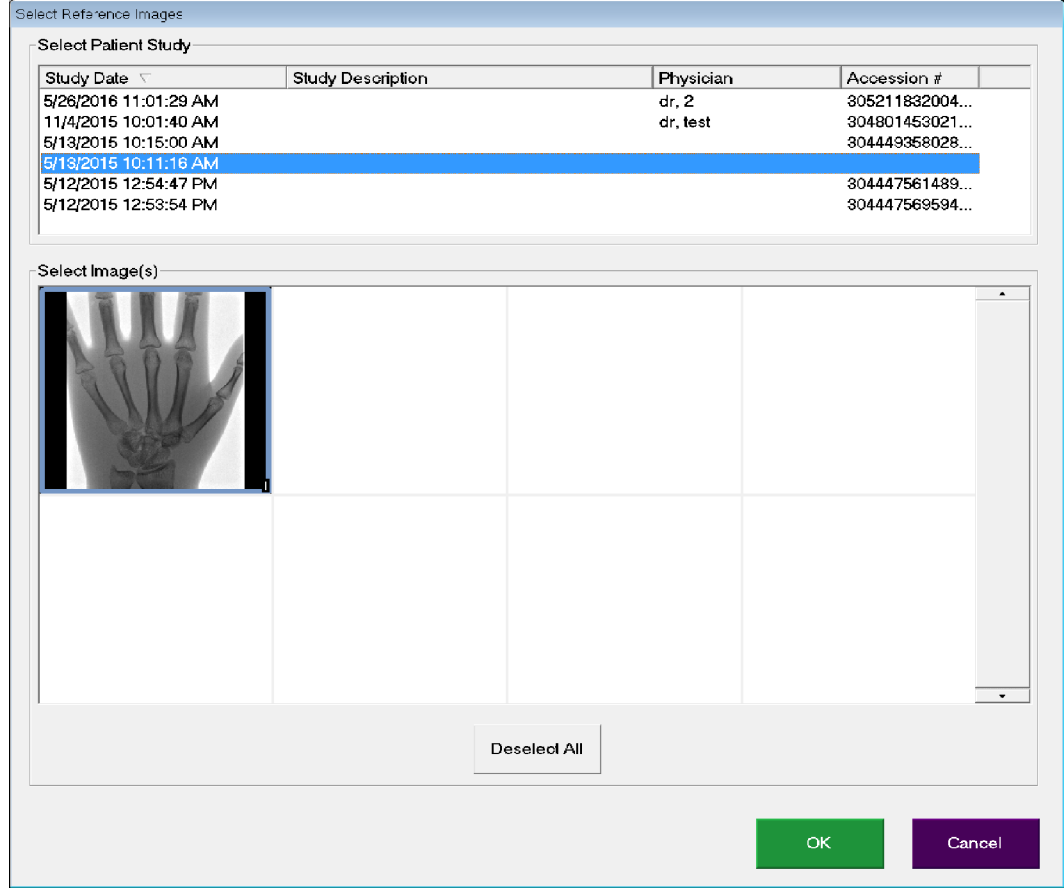 Select Reference Images
Select Patient Study
Study Date Study Description Physician Accession #
5/26/2016 11:01:29 AM dr, 2 305211832004...
11/4/2015 10:01:40 AM dr, test 304801453021...
5/13/2015 10:15:00 AM 304449358028...
5/13/2015 10:11:16 AM
5/12/2015 12:54:47 PM 304447561489...
5/12/2015 12:53:54 PM 304447569594...
Select Image(s)
Deselect All
OK Cancel